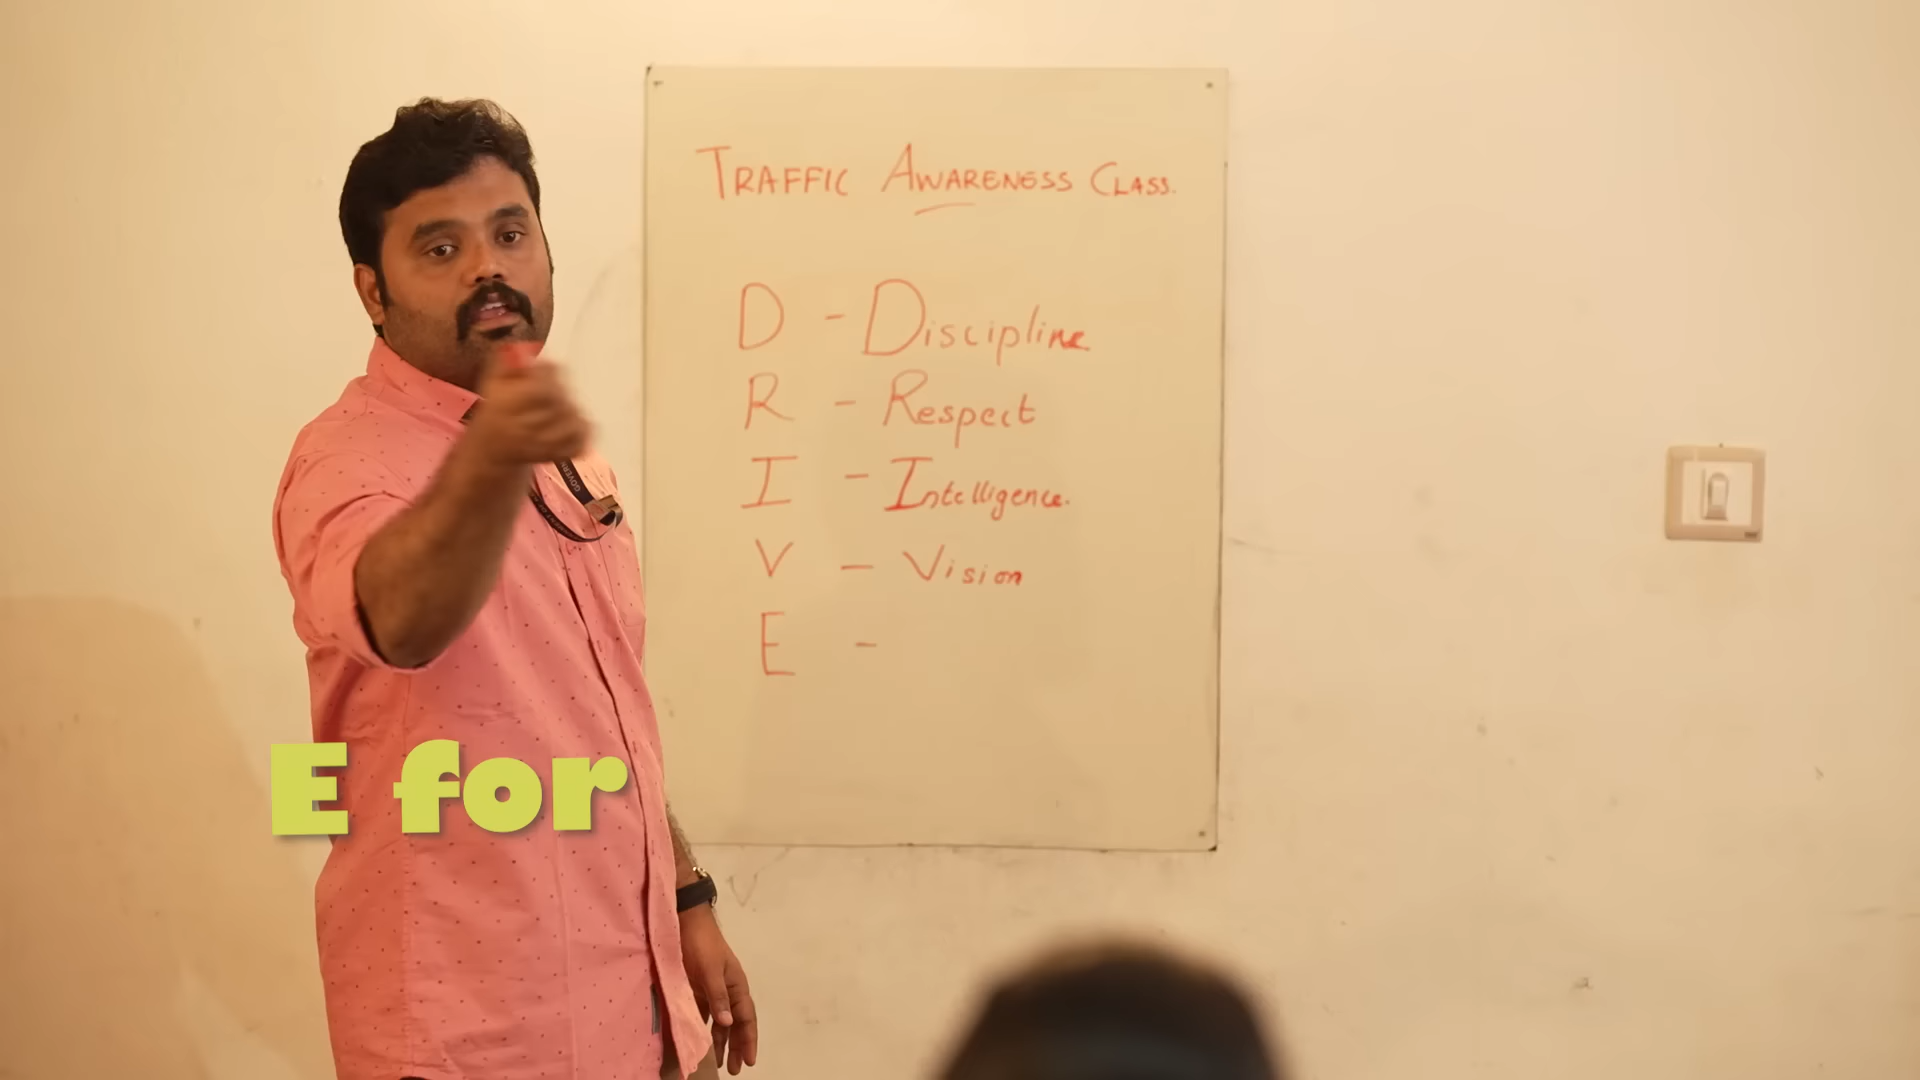 TRAFFIC AWARENESS CLASS.
D - Discipline
R - Respect
I - Intelligence.
V - Vision
E -
E for